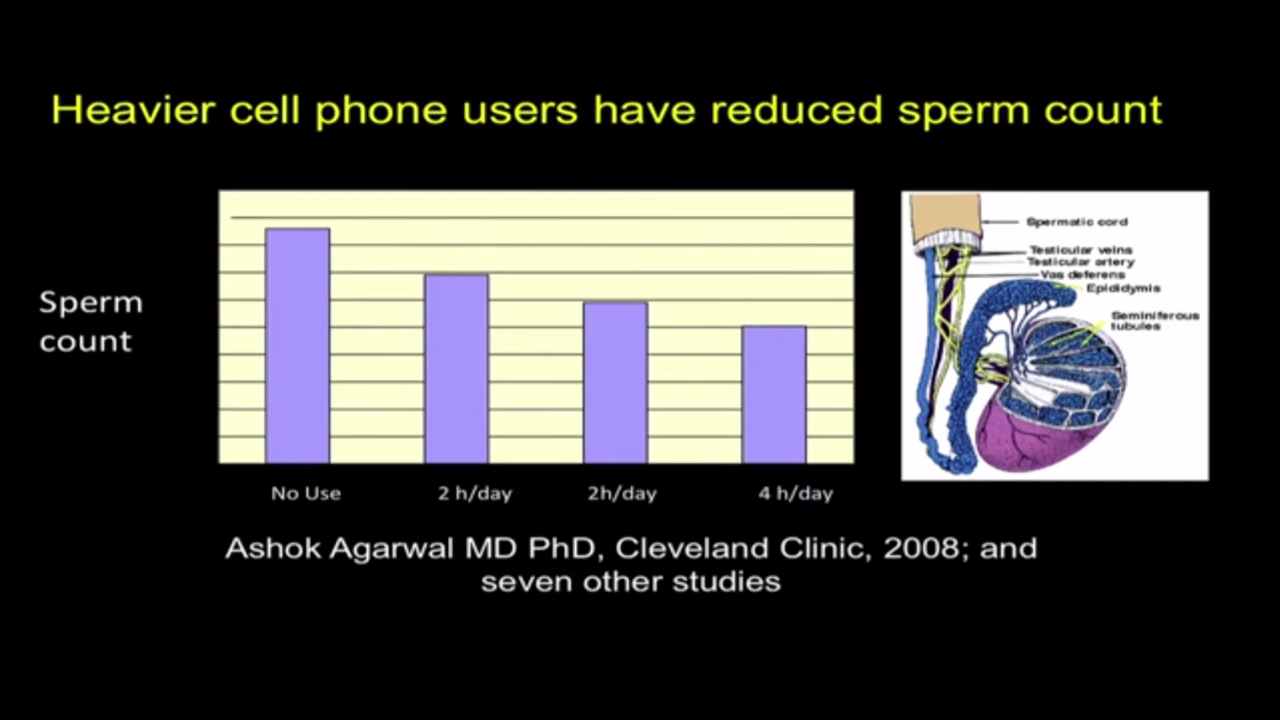 Heavier cell phone users have reduced sperm count
Sperm
count
No Use
2 h/day
2h/day
4 h/day
Spermatic cord
Testicular veins
Testicular artery
Vas deferens
Epididymis
Seminiferous
tubules
Ashok Agarwal MD PhD, Cleveland Clinic, 2008; and
seven other studies